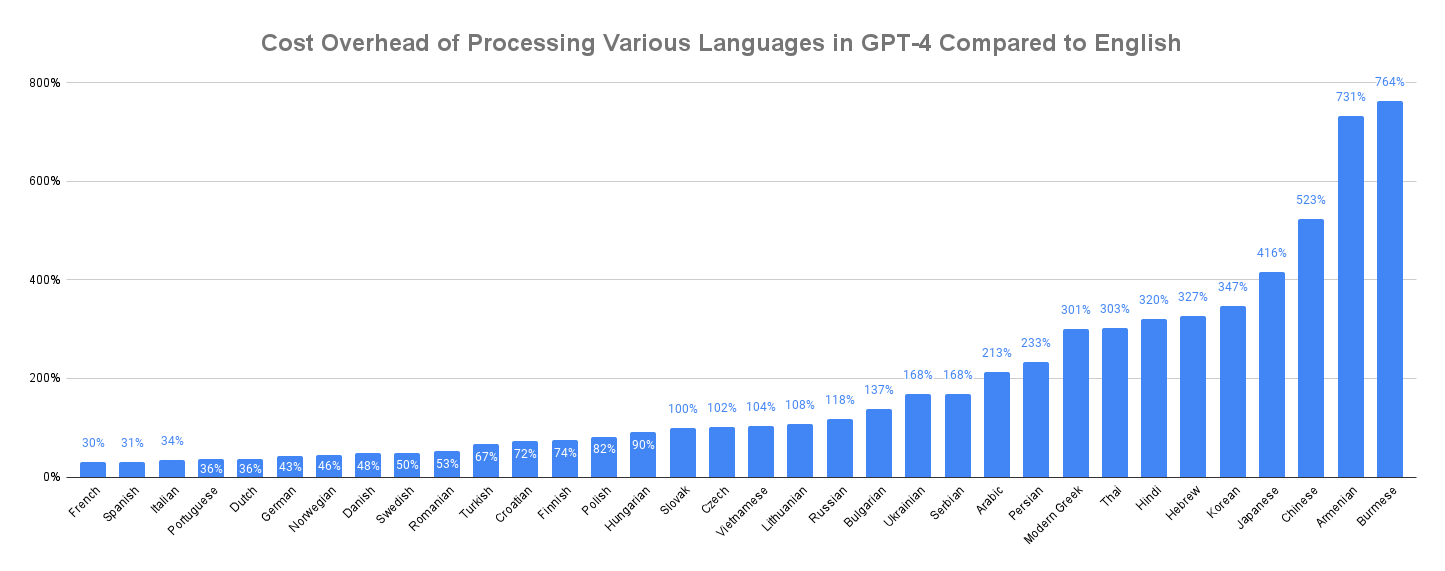 Cost Overhead of Processing Various Languages in GPT-4 Compared to English
800%
600%
400%
200%
0%
30%
31%
34%
36%
36%
43%
46%
48%
50%
53%
67%
72%
74%
82%
90%
100%
102%
104%
108%
118%
137%
168%
168%
213%
233%
301%
303%
320%
327%
347%
416%
523%
731%
764%
French
Spanish
Italian
Portuguese
Dutch
German
Norwegian
Danish
Swedish
Romanian
Turkish
Croatian
Finnish
Polish
Hungarian
Slovak
Czech
Vietnamese
Lithuanian
Russian
Bulgarian
Ukrainian
Serbian
Arabic
Persian
Modern Greek
Thai
Hindi
Hebrew
Korean
Japanese
Chinese
Armenian
Burmese